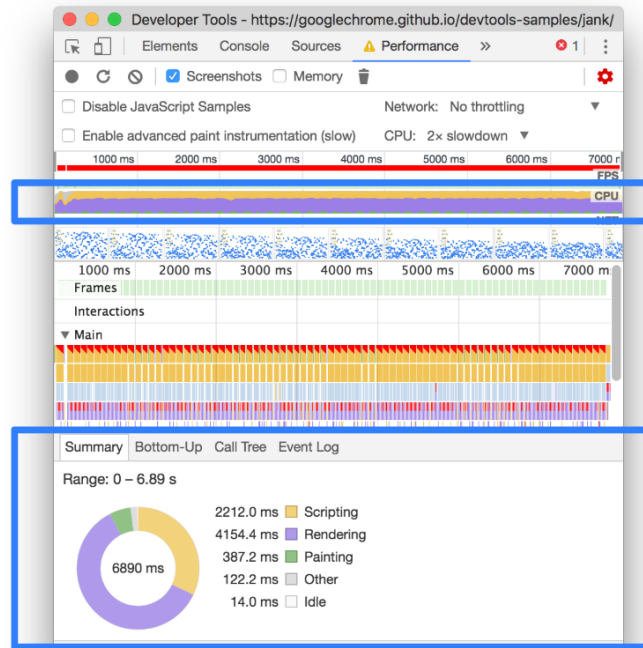 Developer Tools - https://googlechrome.github.io/devtools-samples/jank/
Elements Console Sources Performance » 1
Screenshots Memory
Disable JavaScript Samples Network: No throttling
Enable advanced paint instrumentation (slow) CPU: 2× slowdown
1000 ms 2000 ms 3000 ms 4000 ms 5000 ms 6000 ms 7000
FPS
CPU
1000 ms 2000 ms 3000 ms 4000 ms 5000 ms 6000 ms 7000
Frames
Interactions
Main
Summary Bottom-Up Call Tree Event Log
Range: 0 – 6.89 s
2212.0 ms Scripting
4154.4 ms Rendering
6890 ms 387.2 ms Painting
122.2 ms Other
14.0 ms Idle